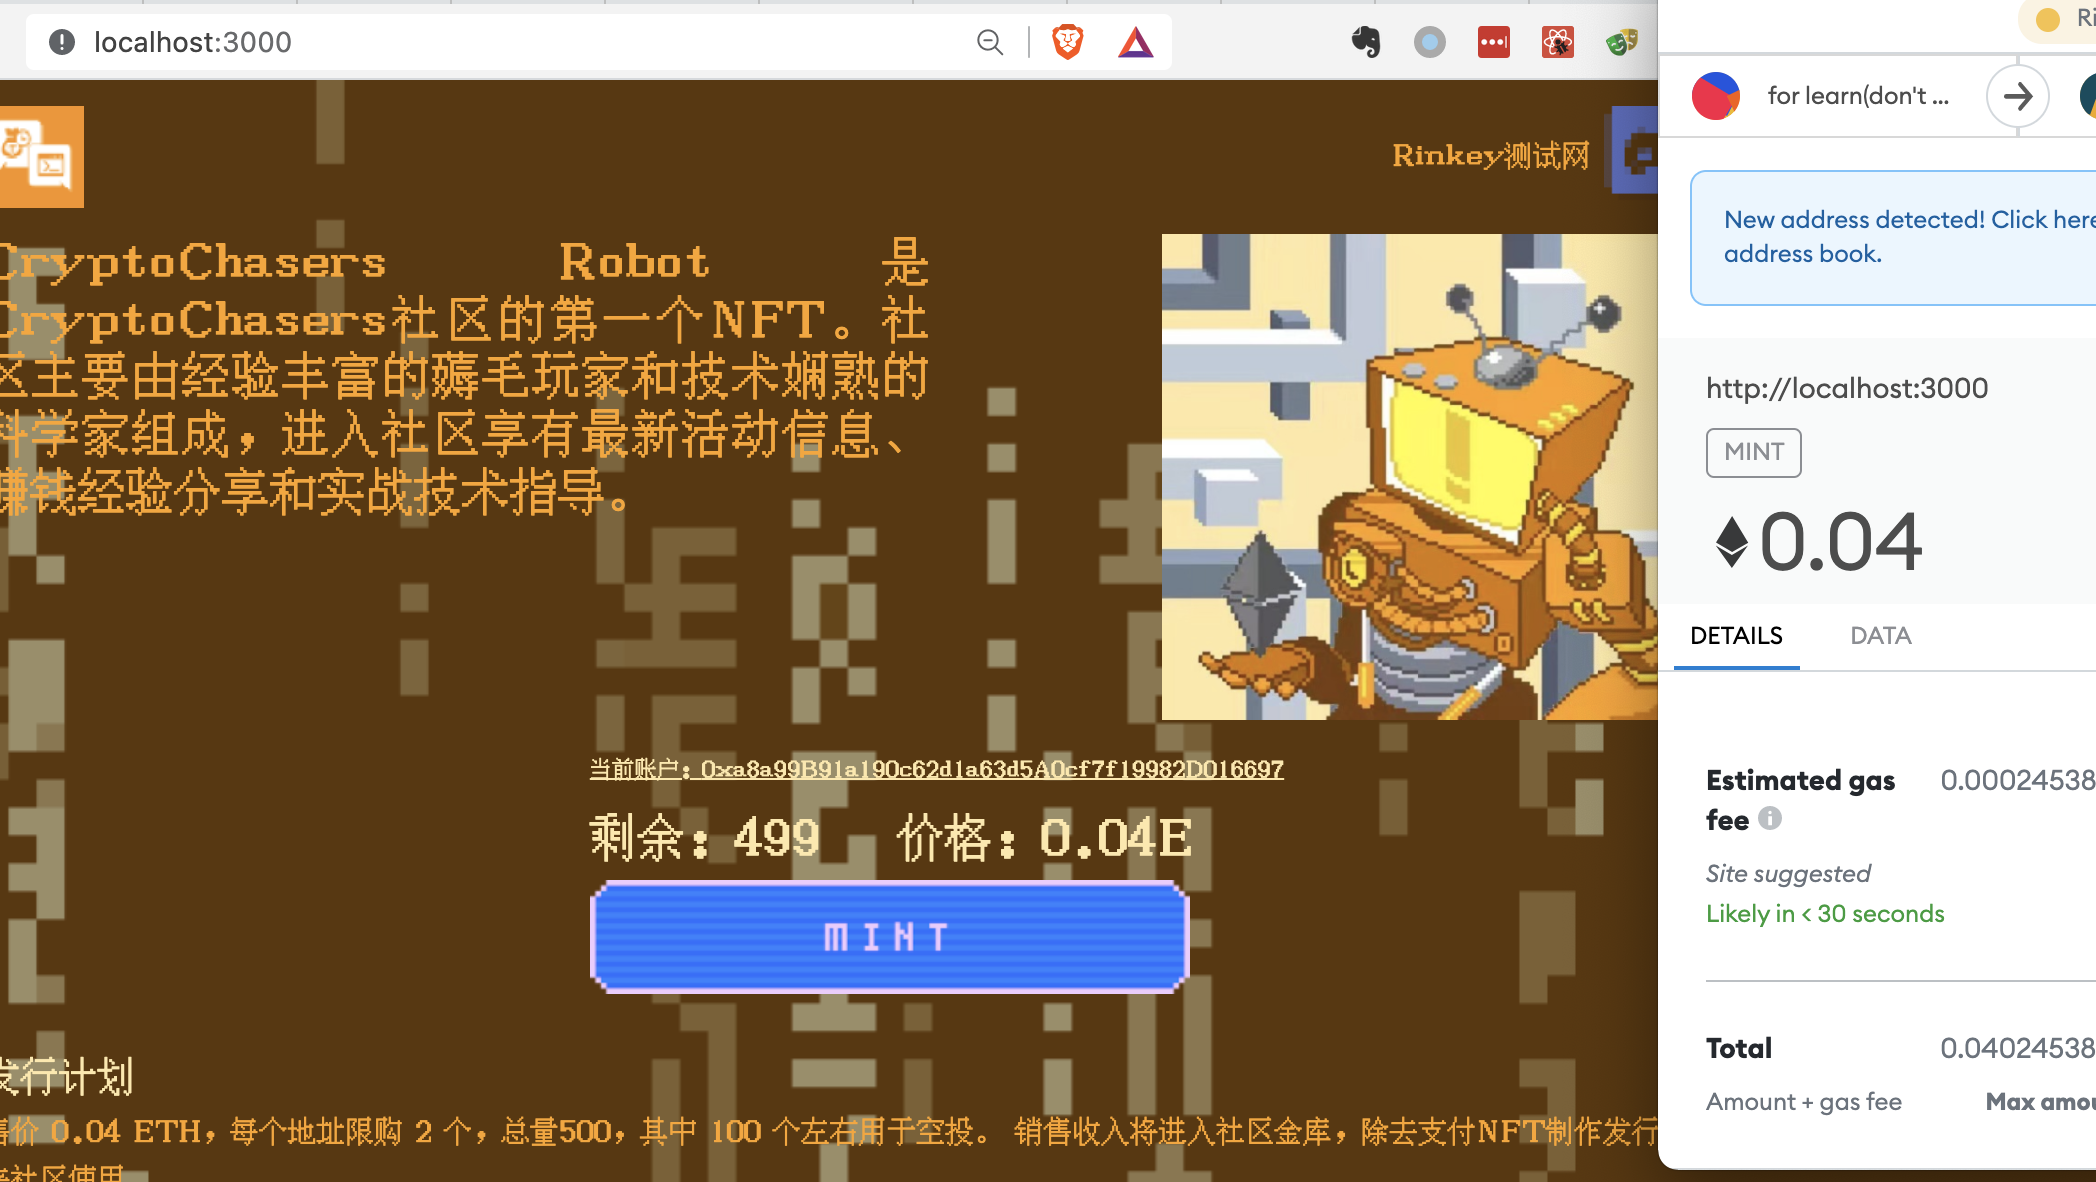 localhost:3000
Ri
for learn(don't ...
Rinkey测试网
New address detected! Click here
address book.
CryptoChasers Robot 是
CryptoChasers社区的第一个NFT。社
区主要由经验丰富的薅毛玩家和技术娴熟的
科学家组成，进入社区享有最新活动信息、
赚钱经验分享和实战技术指导。
http://localhost:3000
MINT
0.04
DETAILS
DATA
当前账户：0xa8a99B91a190c62d1a63d5A0cf7f19982D016697
剩余：499 价格：0.04E
MINT
Estimated gas
fee
0.00024538
Site suggested
Likely in < 30 seconds
Total
0.04024538
Amount + gas fee
Max amou
发行计划
售价 0.04 ETH，每个地址限购 2 个，总量500，其中 100 个左右用于空投。 销售收入将进入社区金库，除去支付NFT制作发行
社区使用